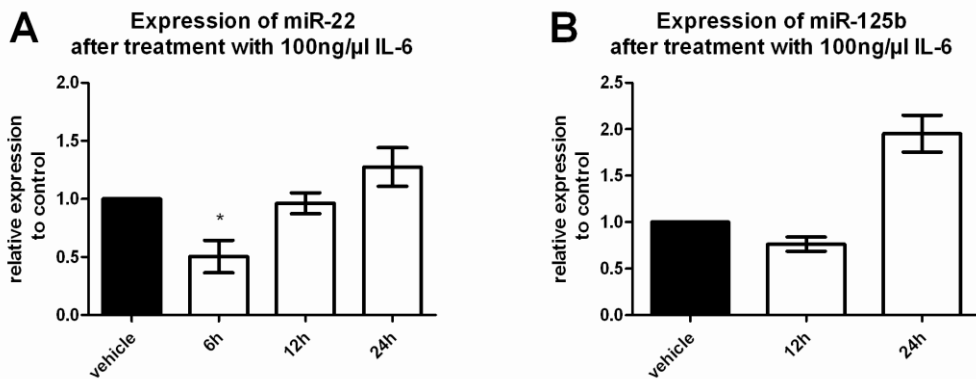 A
Expression of miR-22
after treatment with 100ng/µl IL-6
relative expression
to control
2.0
1.5
1.0
0.5
0.0
*
vehicle
6h
12h
24h
B
Expression of miR-125b
after treatment with 100ng/µl IL-6
relative expression
to control
2.5
2.0
1.5
1.0
0.5
0.0
vehicle
12h
24h